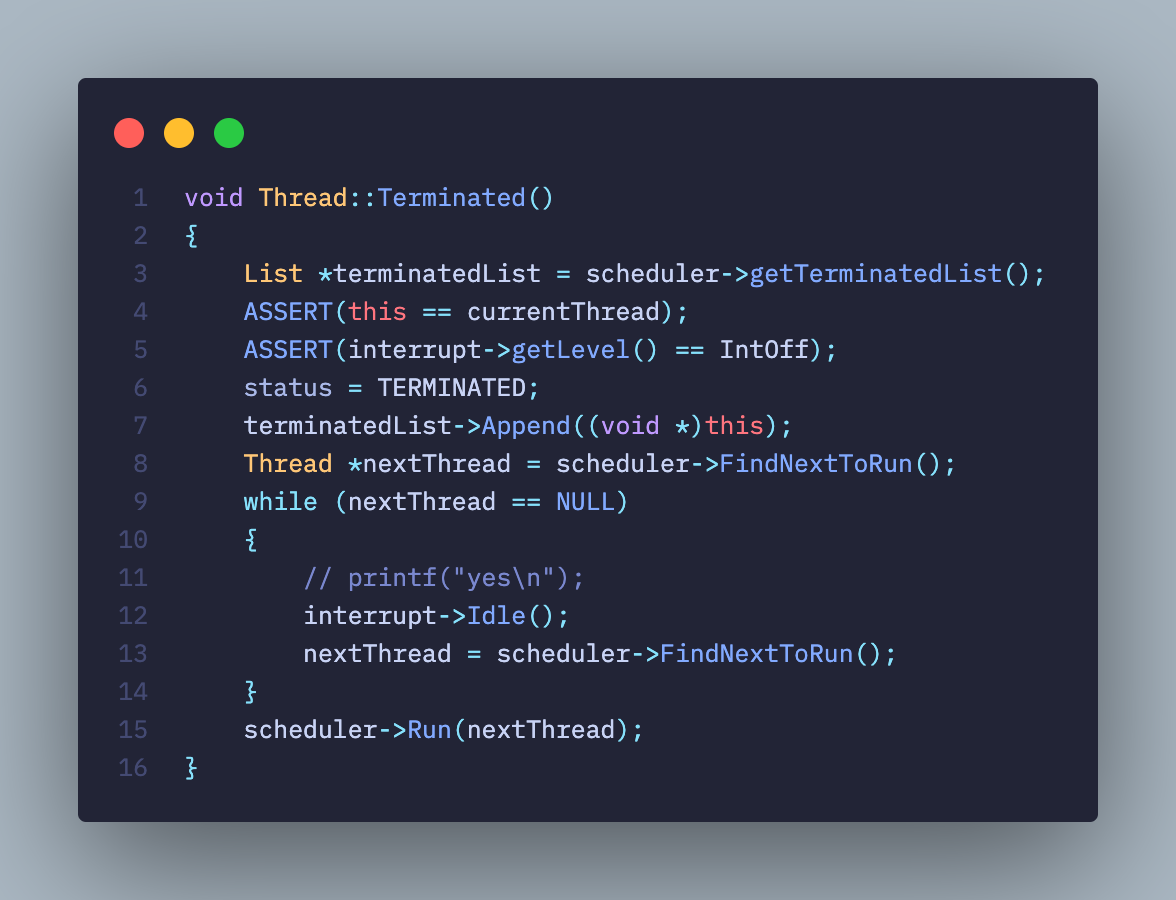 1 void Thread::Terminated()
2 {
3     List *terminatedList = scheduler->getTerminatedList();
4     ASSERT(this == currentThread);
5     ASSERT(interrupt->getLevel() == IntOff);
6     status = TERMINATED;
7     terminatedList->Append((void *)this);
8     Thread *nextThread = scheduler->FindNextToRun();
9     while (nextThread == NULL)
10     {
11         // printf("yes\n");
12         interrupt->Idle();
13         nextThread = scheduler->FindNextToRun();
14     }
15     scheduler->Run(nextThread);
16 }